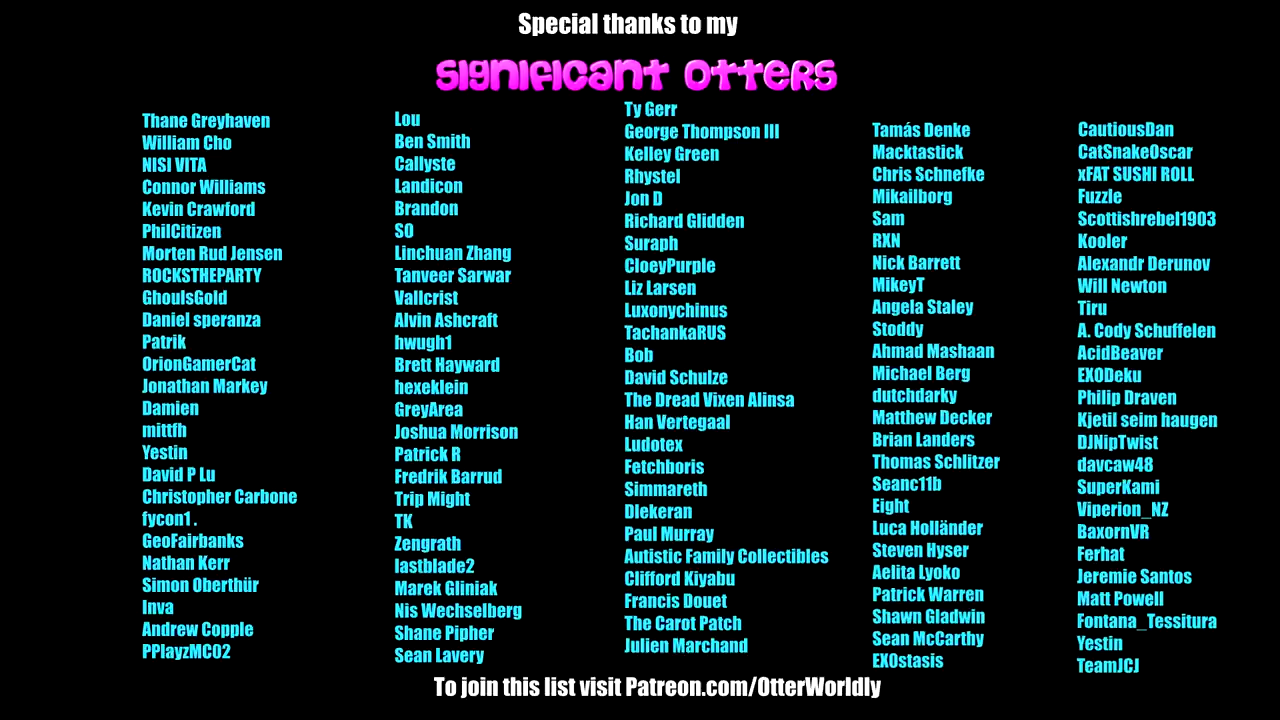 Special thanks to my
Significant Otters
Thane Greyhaven
William Cho
NISI VITA
Connor Williams
Kevin Crawford
PhilCitizen
Morten Rud Jensen
ROCKSTHEPARTY
GhoulsGold
Daniel speranza
Patrik
OrionGamerCat
Jonathan Markey
Damien
mittfh
Yestin
David P Lu
Christopher Carbone
fycon1 .
GeoFairbanks
Nathan Kerr
Simon Oberthür
Inva
Andrew Copple
PPlayzMC02
Lou
Ben Smith
Callyste
Landicon
Brandon
SO
Linchuan Zhang
Tanveer Sarwar
Vallcrist
Alvin Ashcraft
hwugh1
Brett Hayward
hexeklein
GreyArea
Joshua Morrison
Patrick R
Fredrik Barrud
Trip Might
TK
Zengrath
lastblade2
Marek Gliniak
Nis Wechselberg
Shane Pipher
Sean Lavery
Ty Gerr
George Thompson III
Kelley Green
Rhystel
Jon D
Richard Glidden
Suraph
CloeyPurple
Liz Larsen
Luxonychinus
TachankaRUS
Bob
David Schulze
The Dread Vixen Alinsa
Han Vertegaal
Ludotex
Fetchboris
Simmareth
Dlekeran
Paul Murray
Autistic Family Collectibles
Clifford Kiyabu
Francis Douet
The Carot Patch
Julien Marchand
Tamás Denke
Macktastick
Chris Schnefke
Mikailborg
Sam
RXN
Nick Barrett
MikeyT
Angela Staley
Stoddy
Ahmad Mashaan
Michael Berg
dutchdarky
Matthew Decker
Brian Landers
Thomas Schlitzer
Seanc11b
Eight
Luca Holländer
Steven Hyser
Aelita Lyoko
Patrick Warren
Shawn Gladwin
Sean McCarthy
EXOstasis
CautiousDan
CatSnakeOscar
xFAT SUSHI ROLL
Fuzzle
Scottishrebel1903
Kooler
Alexandr Derunov
Will Newton
Tiru
A. Cody Schuffelen
AcidBeaver
EXODeku
Philip Draven
Kjetil seim haugen
DJNipTwist
davcaw48
SuperKami
Viperion_NZ
BaxornVR
Ferhat
Jeremie Santos
Matt Powell
Fontana_Tessitura
Yestin
TeamJCJ
To join this list visit Patreon.com/OtterWorldly